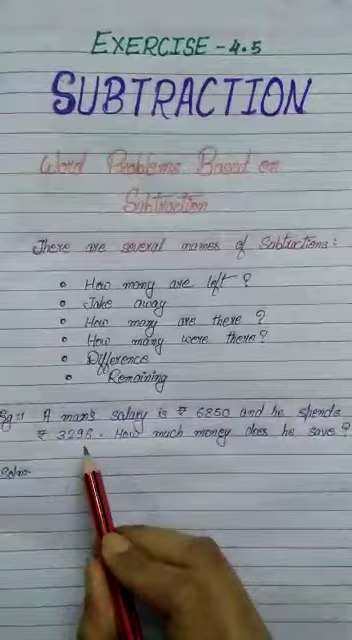 EXERCISE - 4.5
SUBTRACTION
Word Problems Based on
Subtraction
There are several names of Subtractions:
• How many are left ?
• Take away
• How many are there ?
• How many were there?
• Difference
• Remaining
Eg:-1 A man's salary is ₹ 6850 and he spends
₹ 3296. How much money does he save ?
Soln:-